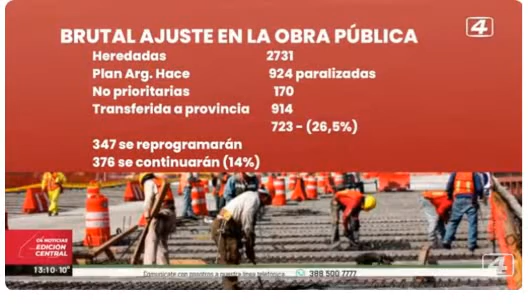 4
BRUTAL AJUSTE EN LA OBRA PÚBLICA
Heredadas 2731
Plan Arg. Hace 924 paralizadas
No prioritarias 170
Transferida a provincia 914
723 - (26,5%)
347 se reprogramarán
376 se continuarán (14%)
NOTICIAS
EDICIÓN
CENTRAL
13:10·10"
Comunicate con nosotros a nuestra línea telefónica
388 500 7777
4